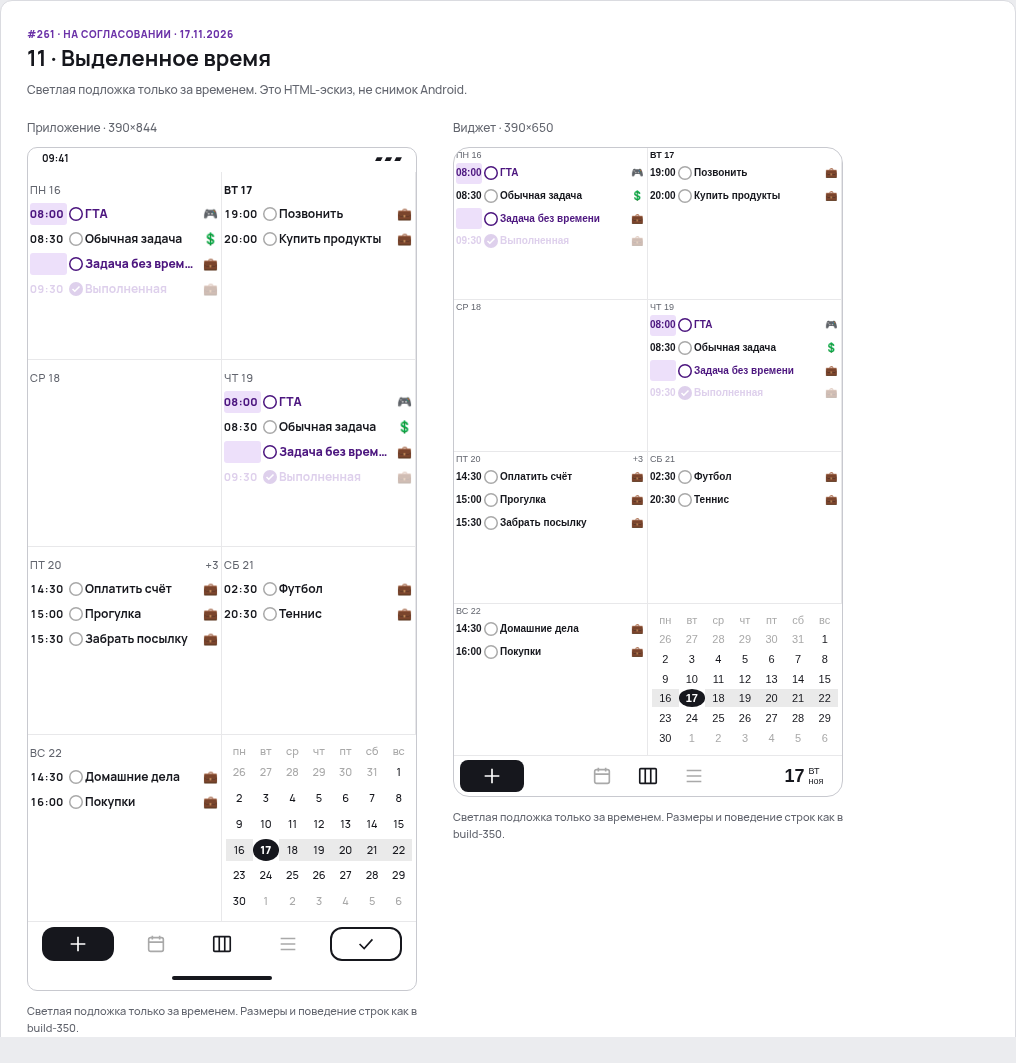 #261 · НА СОГЛАСОВАНИИ · 17.11.2026
11 · Выделенное время
Светлая подложка только за временем. Это HTML-эскиз, не снимок Android.
Приложение · 390×844
09:41
ПН 16
08:00 ГТА
08:30 Обычная задача
Задача без врем…
09:30 Выполненная
ВТ 17
19:00 Позвонить
20:00 Купить продукты
СР 18
ЧТ 19
08:00 ГТА
08:30 Обычная задача
Задача без врем…
09:30 Выполненная
ПТ 20 +3
14:30 Оплатить счёт
15:00 Прогулка
15:30 Забрать посылку
СБ 21
02:30 Футбол
20:30 Теннис
ВС 22
14:30 Домашние дела
16:00 Покупки
пн вт ср чт пт сб вс
26 27 28 29 30 31 1
2 3 4 5 6 7 8
9 10 11 12 13 14 15
16 17 18 19 20 21 22
23 24 25 26 27 28 29
30 1 2 3 4 5 6
Светлая подложка только за временем. Размеры и поведение строк как в
build-350.
Виджет · 390×650
ПН 16
08:00 ГТА
08:30 Обычная задача
Задача без времени
09:30 Выполненная
ВТ 17
19:00 Позвонить
20:00 Купить продукты
СР 18
ЧТ 19
08:00 ГТА
08:30 Обычная задача
Задача без времени
09:30 Выполненная
ПТ 20 +3
14:30 Оплатить счёт
15:00 Прогулка
15:30 Забрать посылку
СБ 21
02:30 Футбол
20:30 Теннис
ВС 22
14:30 Домашние дела
16:00 Покупки
пн вт ср чт пт сб вс
26 27 28 29 30 31 1
2 3 4 5 6 7 8
9 10 11 12 13 14 15
16 17 18 19 20 21 22
23 24 25 26 27 28 29
30 1 2 3 4 5 6
17 ВТ
ноя
Светлая подложка только за временем. Размеры и поведение строк как в
build-350.